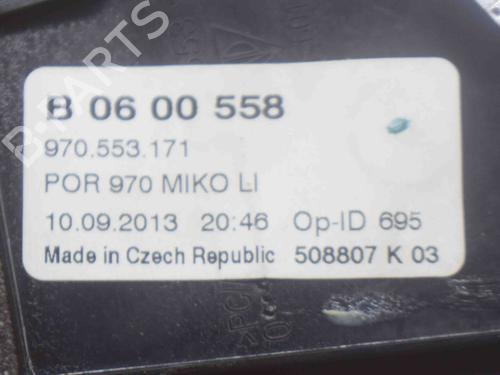 B 06 00 558
970.553.171
POR 970 MIKO LI
10.09.2013 20:46 Op-ID 695
Made in Czech Republic 508807 K 03
B-PARTS